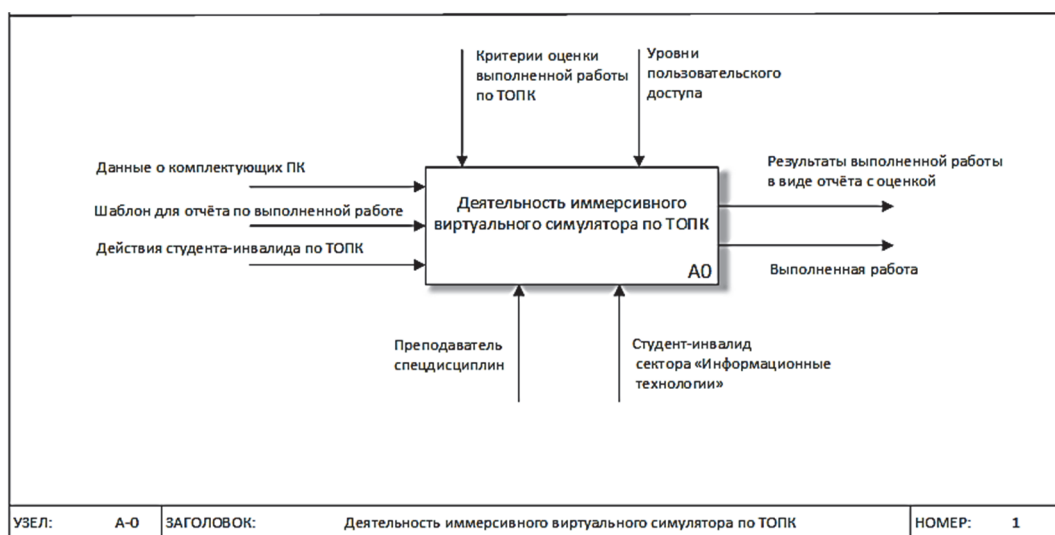 Критерии оценки
выполненной работы
по ТОПК
Уровни
пользовательского
доступа
Данные о комплектующих ПК
Шаблон для отчёта по выполненной работе
Действия студента-инвалида по ТОПК
Деятельность иммерсивного
виртуального симулятора по ТОПК
А0
Результаты выполненной работы
в виде отчёта с оценкой
Выполненная работа
Преподаватель
спецдисциплин
Студент-инвалид
сектора «Информационные
технологии»
УЗЕЛ: А-0 ЗАГОЛОВОК: Деятельность иммерсивного виртуального симулятора по ТОПК НОМЕР: 1